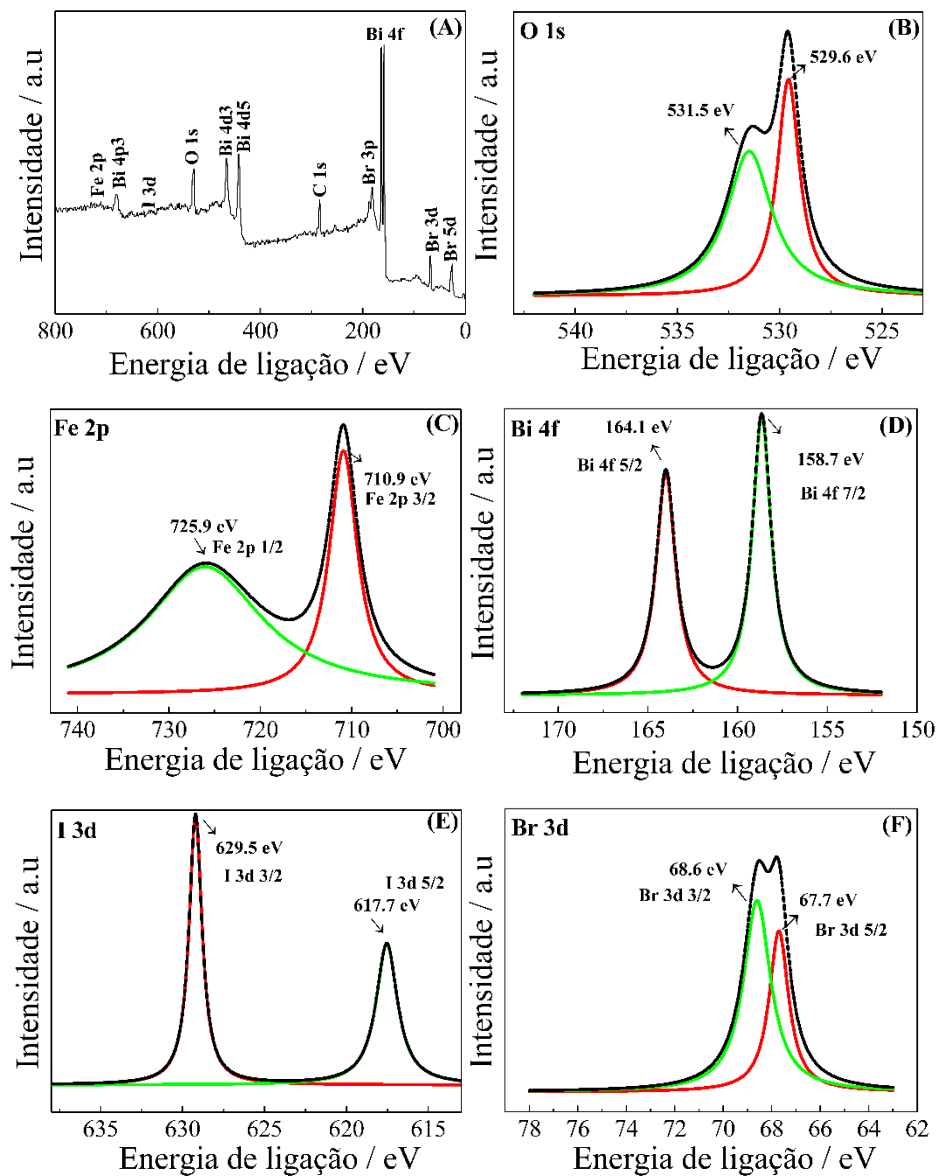 (A)
Bi 4f
Fe 2p
Bi 4p3
I 3d
O 1s
Bi 4d3
Bi 4d5
C 1s
Br 3p
Br 3d
Br 5d
Intensidade / a.u
800 600 400 200 0
Energia de ligação / eV
O 1s
(B)
529.6 eV
531.5 eV
Intensidade / a.u
540 535 530 525
Energia de ligação / eV
Fe 2p
(C)
710.9 eV
Fe 2p 3/2
725.9 eV
Fe 2p 1/2
Intensidade / a.u
740 730 720 710 700
Energia de ligação / eV
Bi 4f
(D)
164.1 eV
Bi 4f 5/2
158.7 eV
Bi 4f 7/2
Intensidade / a.u
170 165 160 155 150
Energia de ligação / eV
I 3d
(E)
629.5 eV
I 3d 3/2
I 3d 5/2
617.7 eV
Intensidade / a.u
635 630 625 620 615
Energia de ligação / eV
Br 3d
(F)
68.6 eV
Br 3d 3/2
67.7 eV
Br 3d 5/2
Intensidade / a.u
78 76 74 72 70 68 66 64 62
Energia de ligação / eV